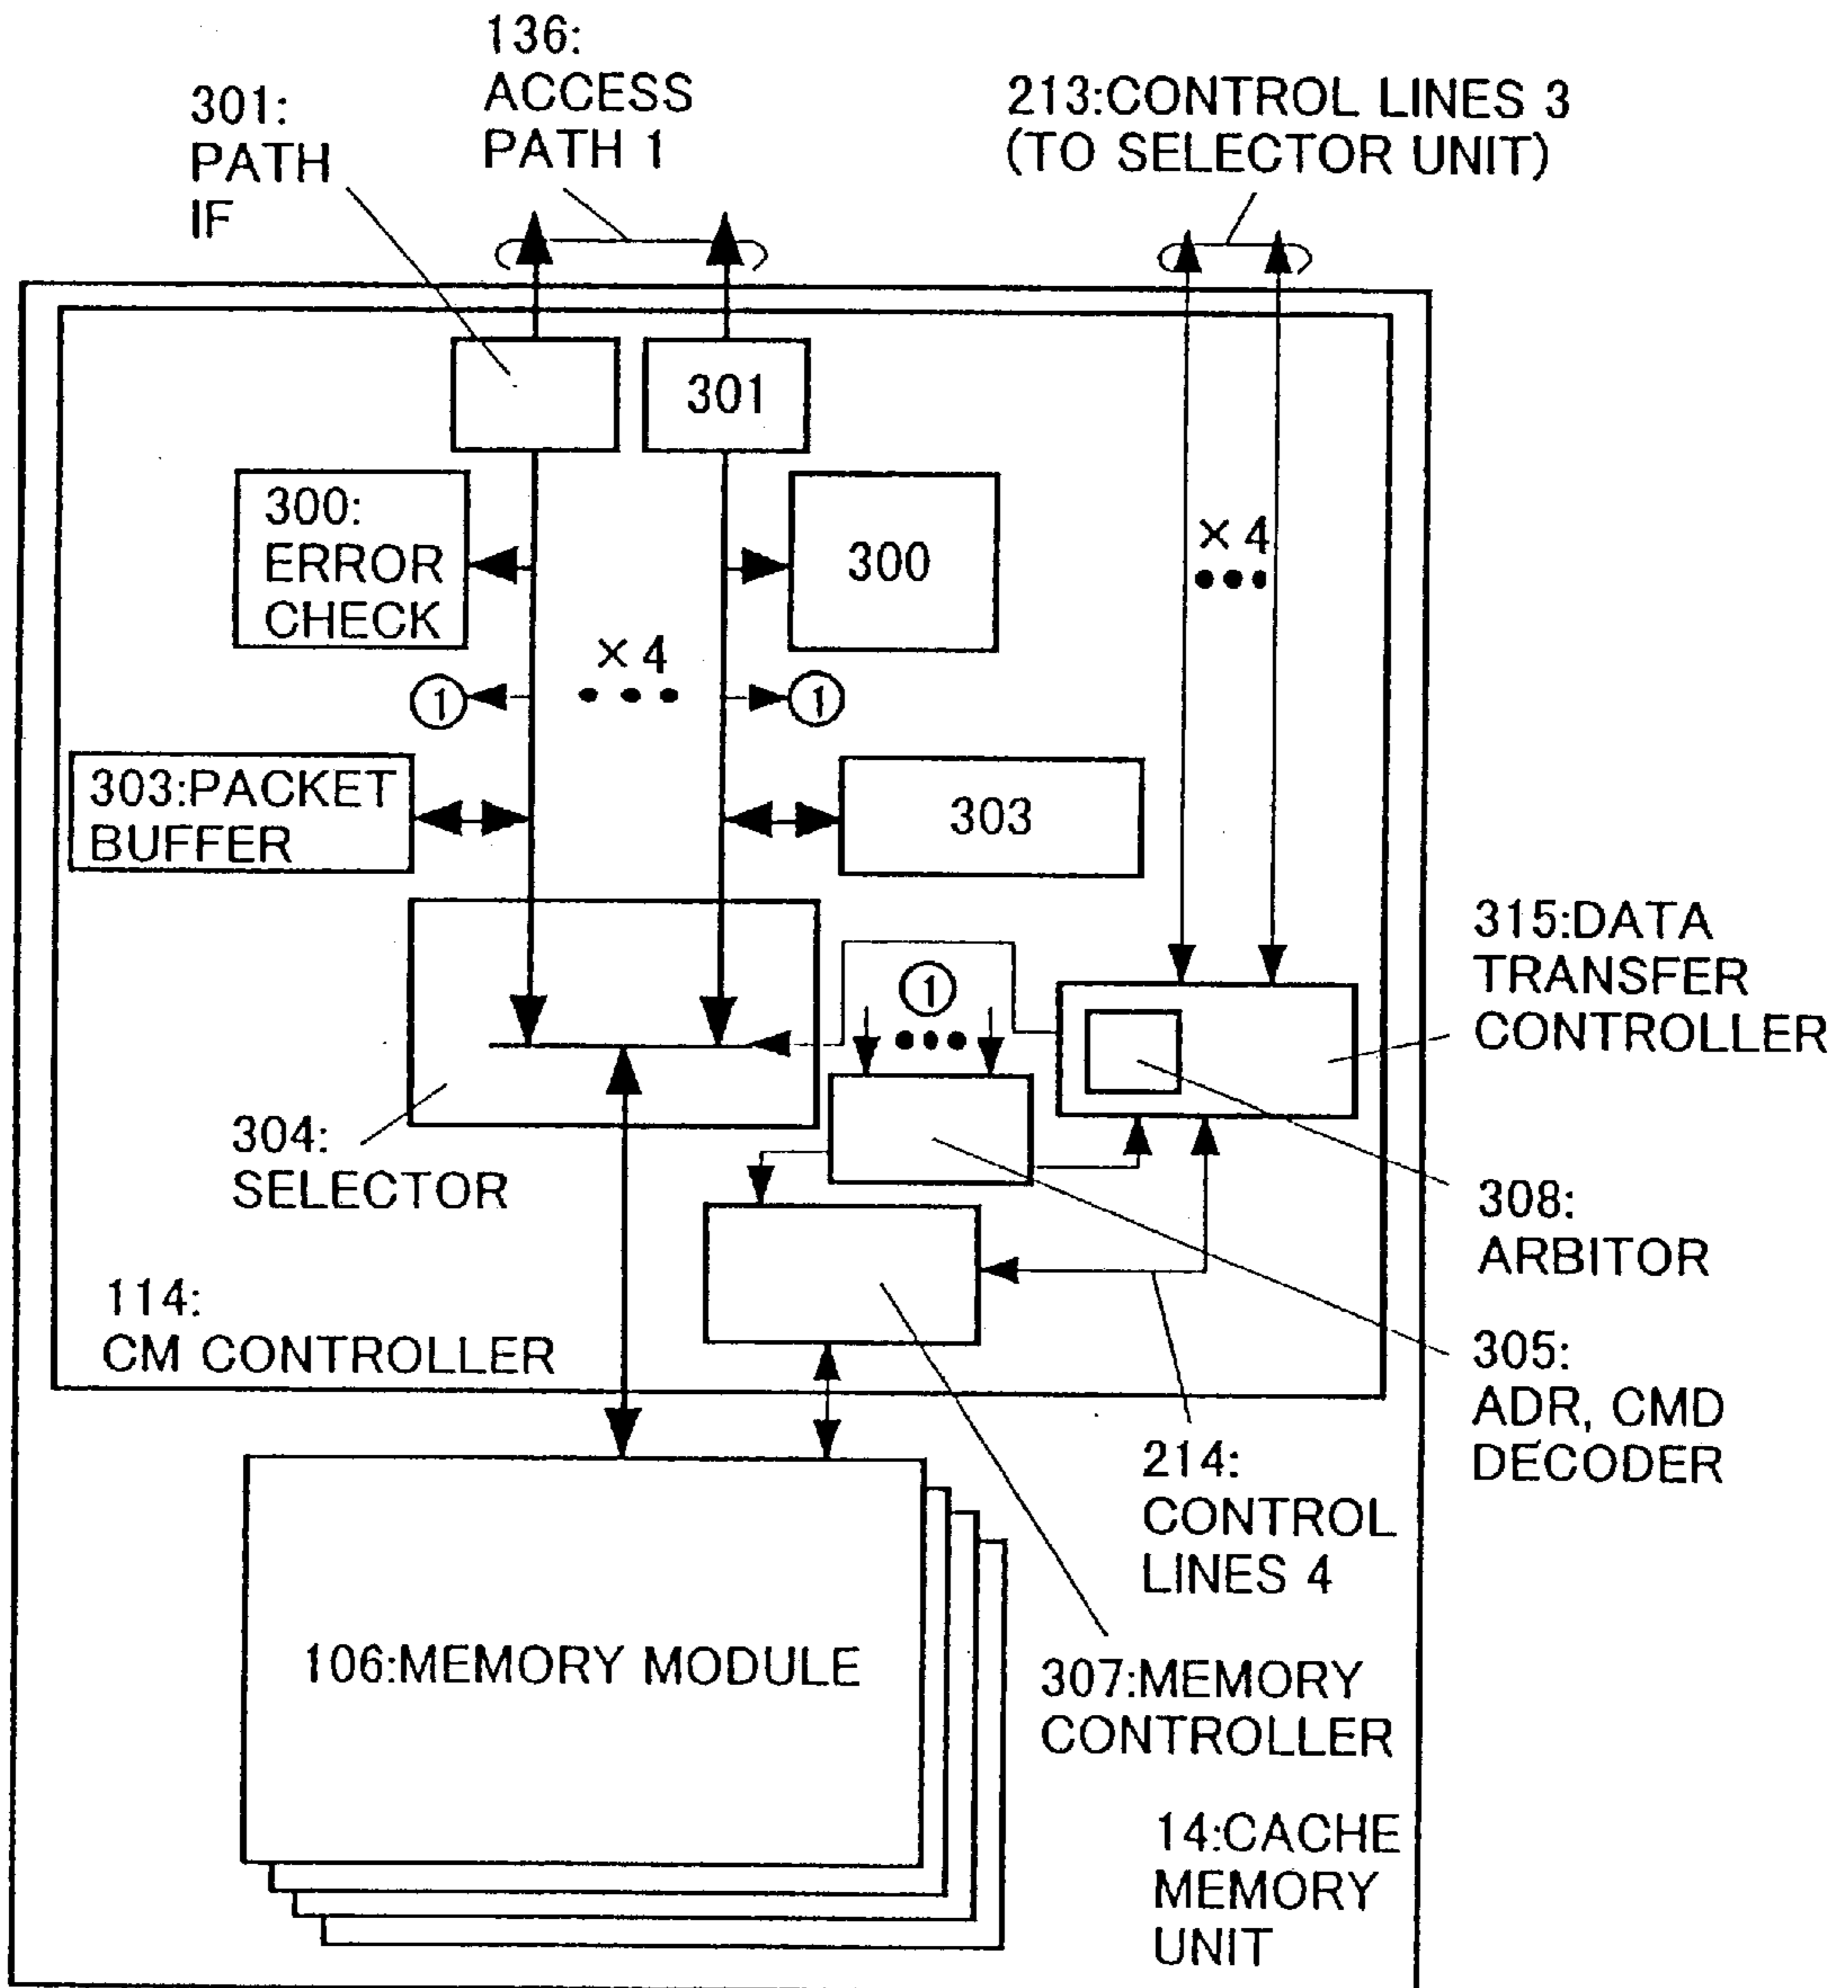 136:
ACCESS
PATH 1
301:
PATH
IF
213:CONTROL LINES 3
(TO SELECTOR UNIT)
301
300:
ERROR
CHECK
300
×4
•••
×4
•••
①
①
303:PACKET
BUFFER
303
315:DATA
TRANSFER
CONTROLLER
①
•••
304:
SELECTOR
308:
ARBITOR
114:
CM CONTROLLER
305:
ADR, CMD
DECODER
214:
CONTROL
LINES 4
106:MEMORY MODULE
307:MEMORY
CONTROLLER
14:CACHE
MEMORY
UNIT